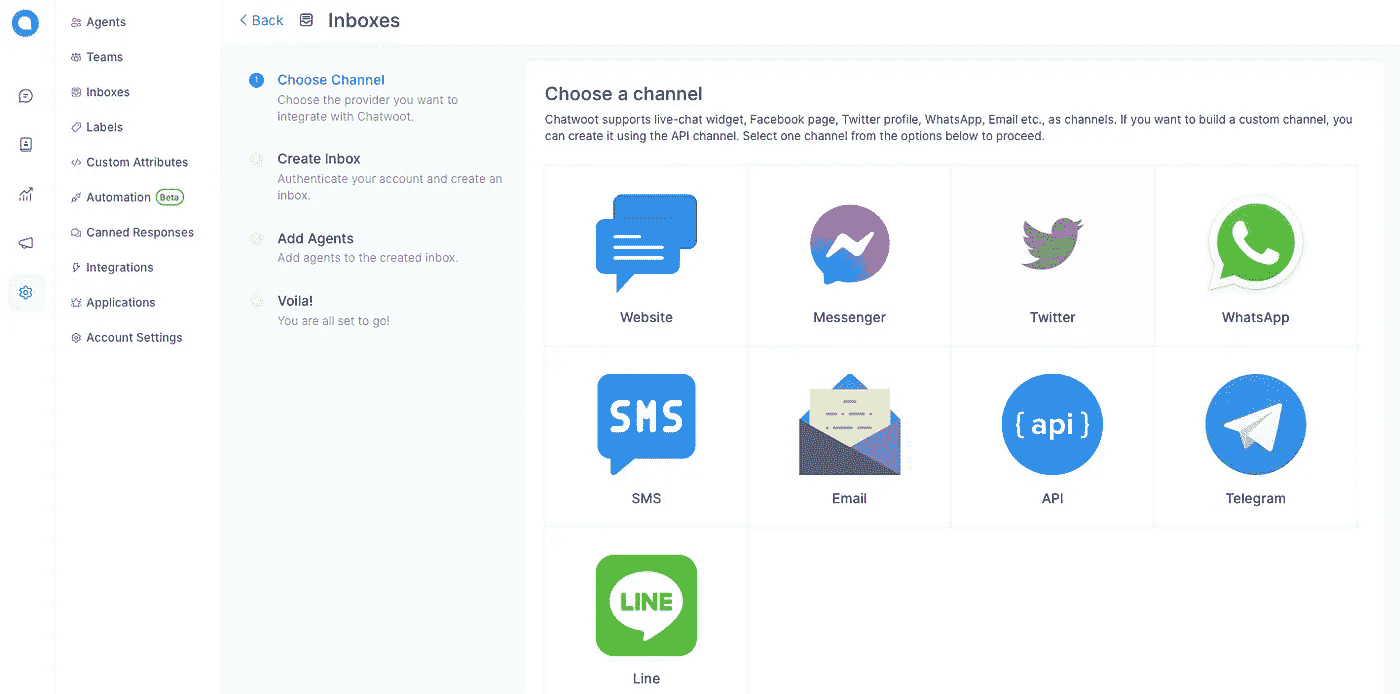 Agents
Teams
Inboxes
Labels
Custom Attributes
Automation Beta
Canned Responses
Integrations
Applications
Account Settings
Back Inboxes
1 Choose Channel
Choose the provider you want to
integrate with Chatwoot.
Create Inbox
Authenticate your account and create an
inbox.
Add Agents
Add agents to the created inbox.
Voila!
You are all set to go!
Choose a channel
Chatwoot supports live-chat widget, Facebook page, Twitter profile, WhatsApp, Email etc., as channels. If you want to build a custom channel, you
can create it using the API channel. Select one channel from the options below to proceed.
Website
Messenger
Twitter
WhatsApp
SMS
SMS
Email
{ api }
API
Telegram
LINE
Line